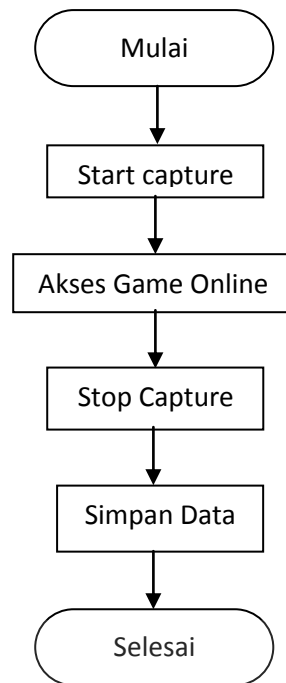 Mulai
Start capture
Akses Game Online
Stop Capture
Simpan Data
Selesai